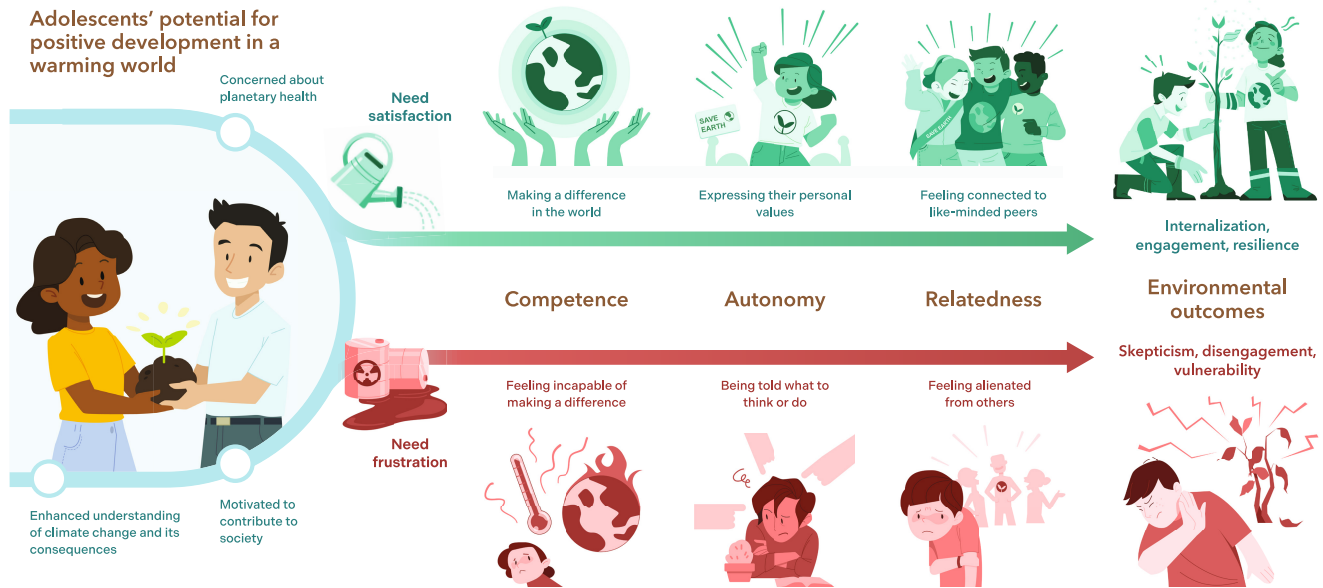 Adolescents' potential for
positive development in a
warming world
Concerned about
planetary health
Need
satisfaction
SAVE
EARTH
SAVE EARTH
Making a difference
in the world
Expressing their personal
values
Feeling connected to
like-minded peers
Internalization,
engagement, resilience
Competence
Autonomy
Relatedness
Environmental
outcomes
Skepticism, disengagement,
vulnerability
Feeling incapable of
making a difference
Being told what to
think or do
Feeling alienated
from others
Need
frustration
Enhanced understanding
of climate change and its
consequences
Motivated to
contribute to
society